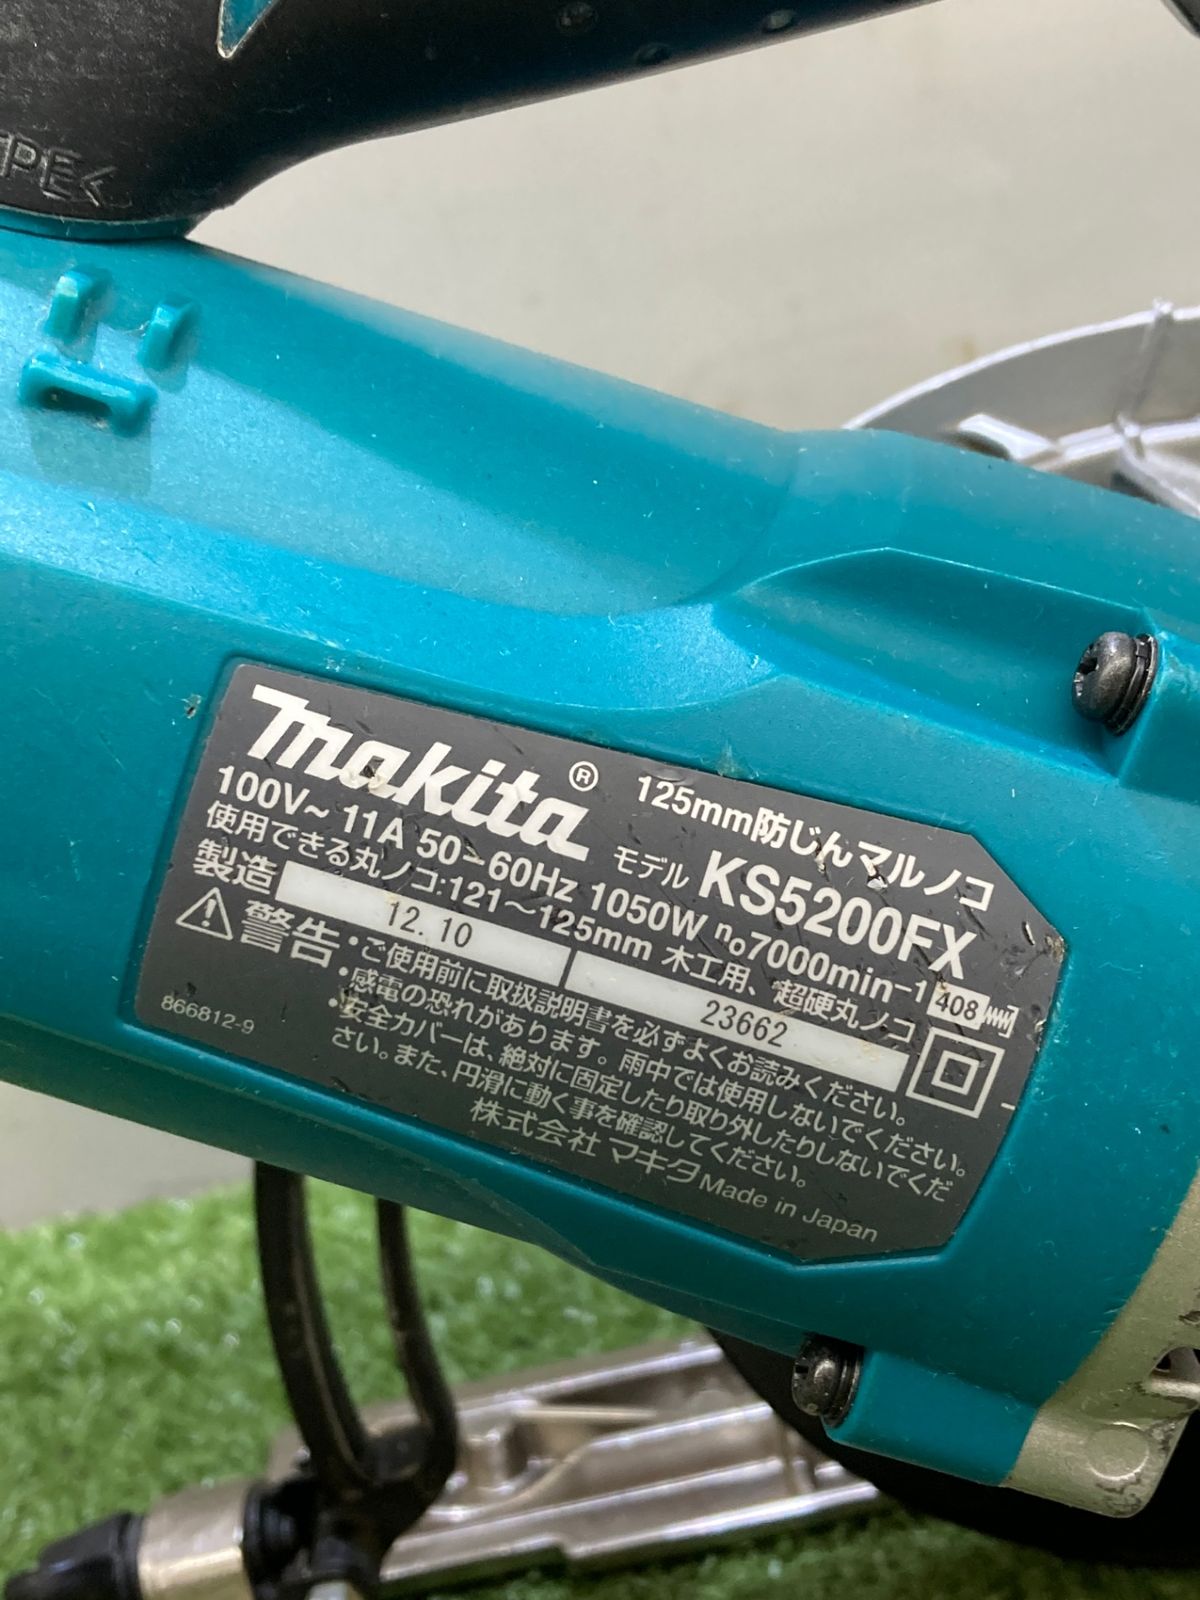 PE<
makita®
125mm防じんマルノコ
モデル KS5200FX
100V~ 11A 50-60Hz 1050W n₀7000min-1
使用できる丸ノコ:121~125mm 木工用、超硬丸ノコ
408
製造 12.10 23662
⚠警告
・ご使用前に取扱説明書を必ずよくお読みください。
・感電の恐れがあります。雨中では使用しないでください。
・安全カバーは、絶対に固定したり取り外したりしないでくだ
さい。また、円滑に動く事を確認してください。
866812-9
株式会社 マキタ Made in Japan